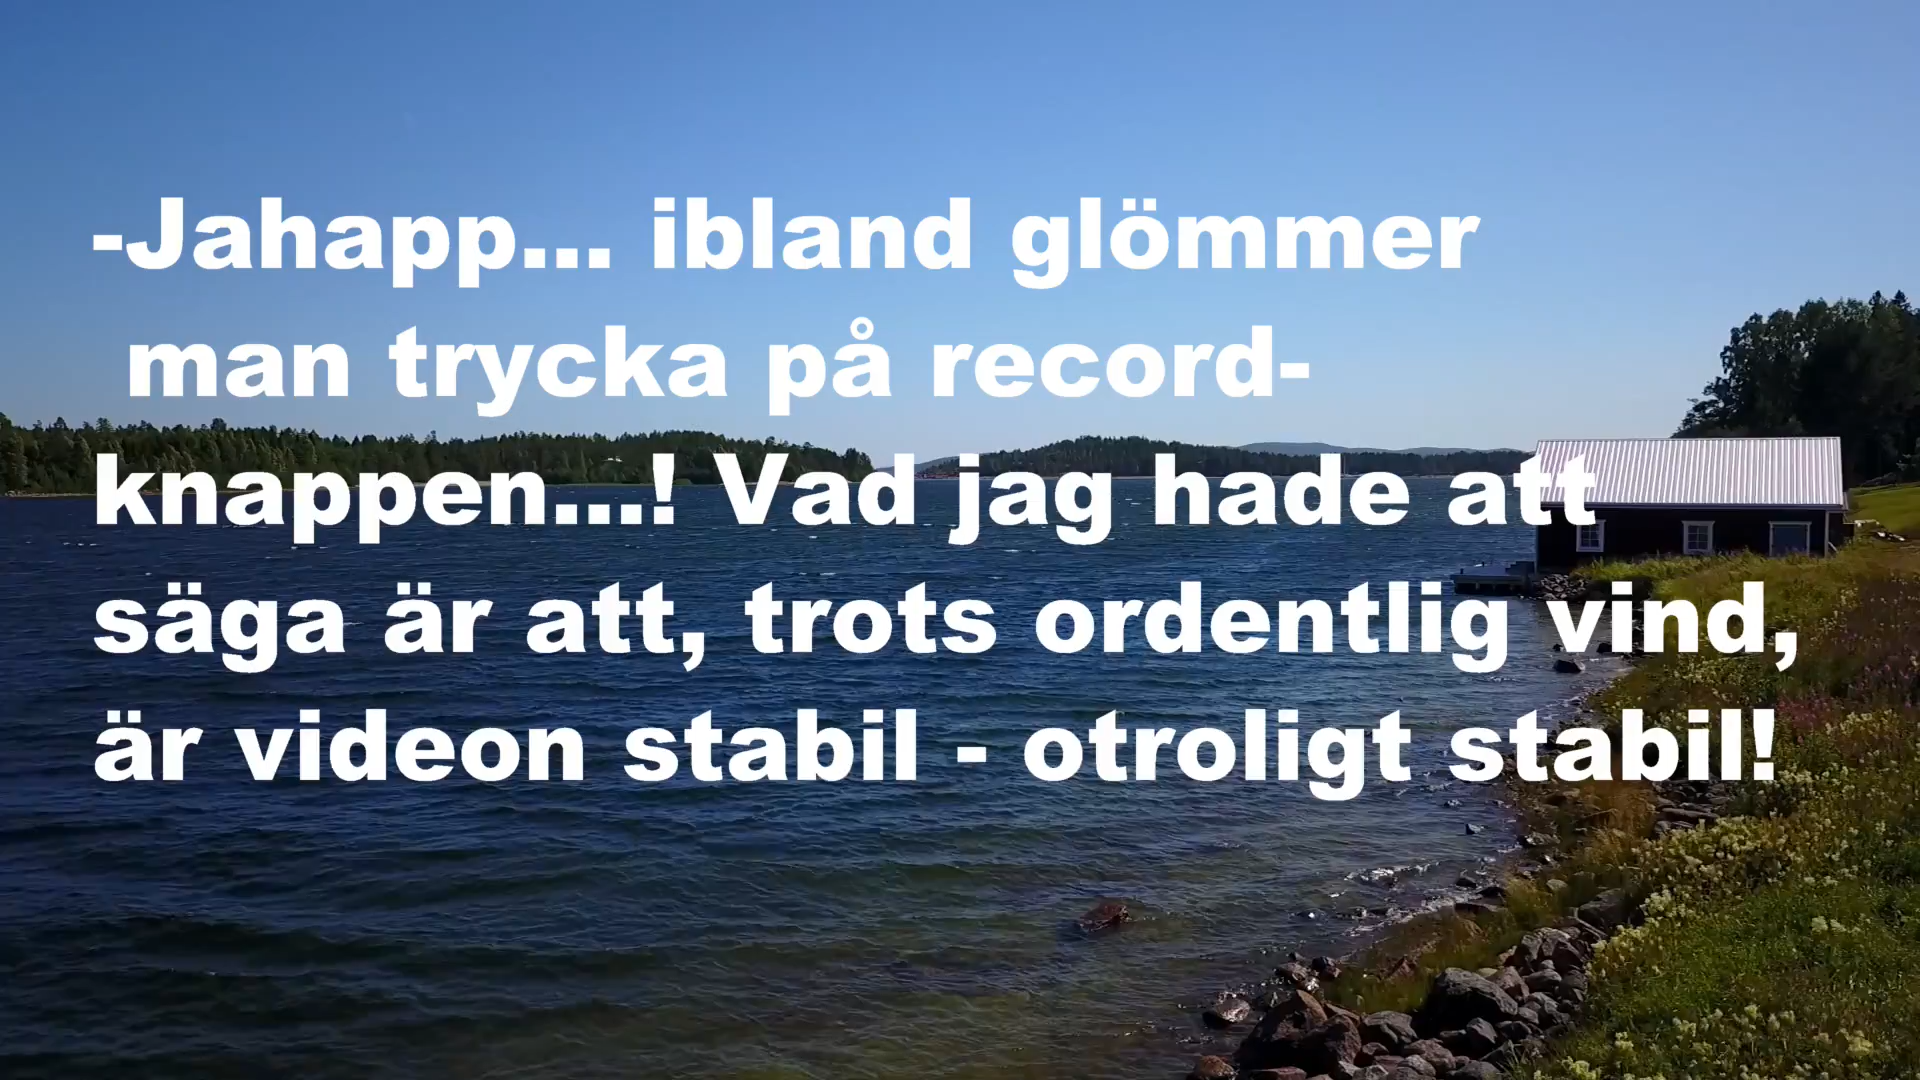 -Jahapp... ibland glömmer
man trycka på record-
knappen...! Vad jag hade att
säga är att, trots ordentlig vind,
är videon stabil - otroligt stabil!